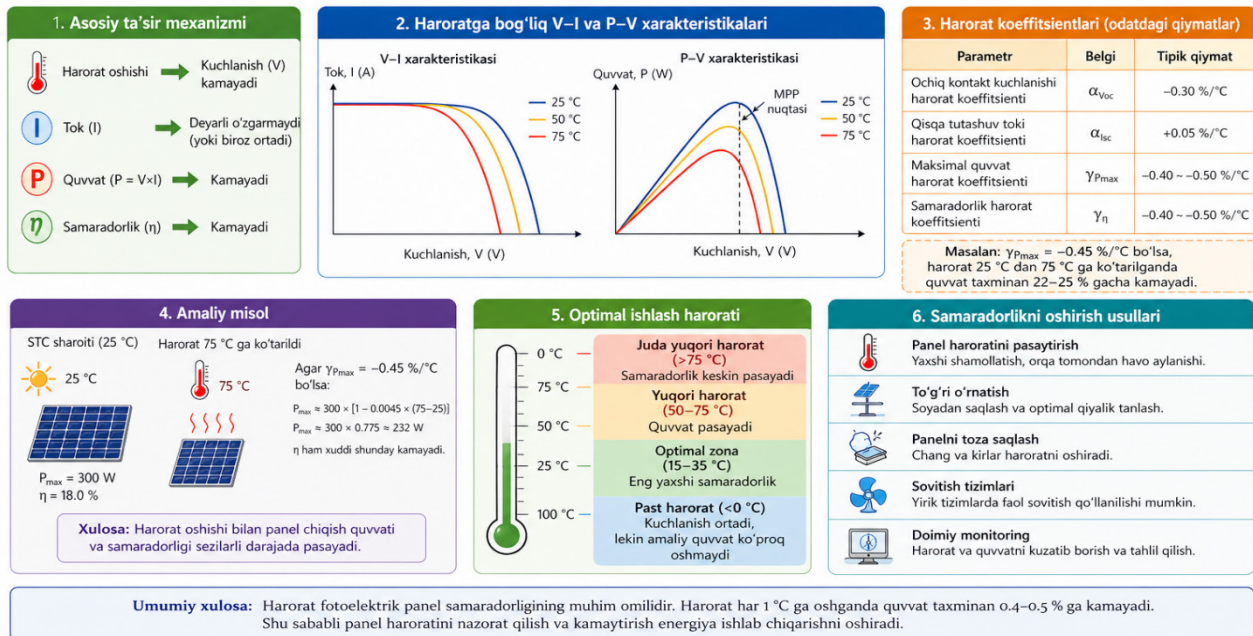 1. Asosiy ta'sir mexanizmi
Harorat oshishi
Kuchlanish (V)
kamayadi
I
Tok (I)
Deyarli o'zgarmaydi
(yoki biroz ortadi)
P
Quvvat (P = V×I)
Kamayadi
η
Samaradorlik (η)
Kamayadi
2. Haroratga bog'liq V–I va P–V xarakteristikalari
V–I xarakteristikasi
Tok, I (A)
25 °C
50 °C
75 °C
Kuchlanish, V (V)
P–V xarakteristikasi
Quvvat, P (W)
MPP
nuqtasi
25 °C
50 °C
75 °C
Kuchlanish, V (V)
3. Harorat koeffitsientlari (odatdagi qiymatlar)
Parametr Belgi Tipik qiymat
Ochiq kontakt kuchlanishi
harorat koeffitsienti
αVoc
−0.30 %/°C
Qisqa tutashuv toki
harorat koeffitsienti
αIsc
+0.05 %/°C
Maksimal quvvat
harorat koeffitsienti
γPmax
−0.40 ~ −0.50 %/°C
Samaradorlik harorat
koeffitsienti
γη
−0.40 ~ −0.50 %/°C
Masalan: γPmax = −0.45 %/°C bo'lsa,
harorat 25 °C dan 75 °C ga ko'tarilganda
quvvat taxminan 22–25 % gacha kamayadi.
4. Amaliy misol
STC sharoiti (25 °C)
25 °C
Pmax = 300 W
η = 18.0 %
Harorat 75 °C ga ko'tarildi
75 °C
Agar γPmax = −0.45 %/°C
bo'lsa:
Pmax ≈ 300 × [1 − 0.0045 × (75–25)]
Pmax ≈ 300 × 0.775 ≈ 232 W
η ham xuddi shunday kamayadi.
Xulosa: Harorat oshishi bilan panel chiqish quvvati
va samaradorligi sezilarli darajada pasayadi.
5. Optimal ishlash harorati
0 °C
75 °C
50 °C
25 °C
100 °C
Juda yuqori harorat
(>75 °C)
Samaradorlik keskin pasayadi
Yuqori harorat
(50–75 °C)
Quvvat pasayadi
Optimal zona
(15–35 °C)
Eng yaxshi samaradorlik
Past harorat (<0 °C)
Kuchlanish ortadi,
lekin amaliy quvvat ko'proq
oshmaydi
6. Samaradorlikni oshirish usullari
Panel haroratini pasaytirish
Yaxshi shamollatish, orqa tomondan havo aylanishi.
To'g'ri o'rnatish
Soyadan saqlash va optimal qiyalik tanlash.
Panelni toza saqlash
Chang va kirlar haroratni oshiradi.
Sovitish tizimlari
Yirik tizimlarda faol sovitish qo'llanilishi mumkin.
Doimiy monitoring
Harorat va quvvatni kuzatib borish va tahlil qilish.
Umumiy xulosa: Harorat fotoelektrik panel samaradorligining muhim omilidir. Harorat har 1 °C ga oshganda quvvat taxminan 0.4–0.5 % ga kamayadi.
Shu sababli panel haroratini nazorat qilish va kamaytirish energiya ishlab chiqarishni oshiradi.